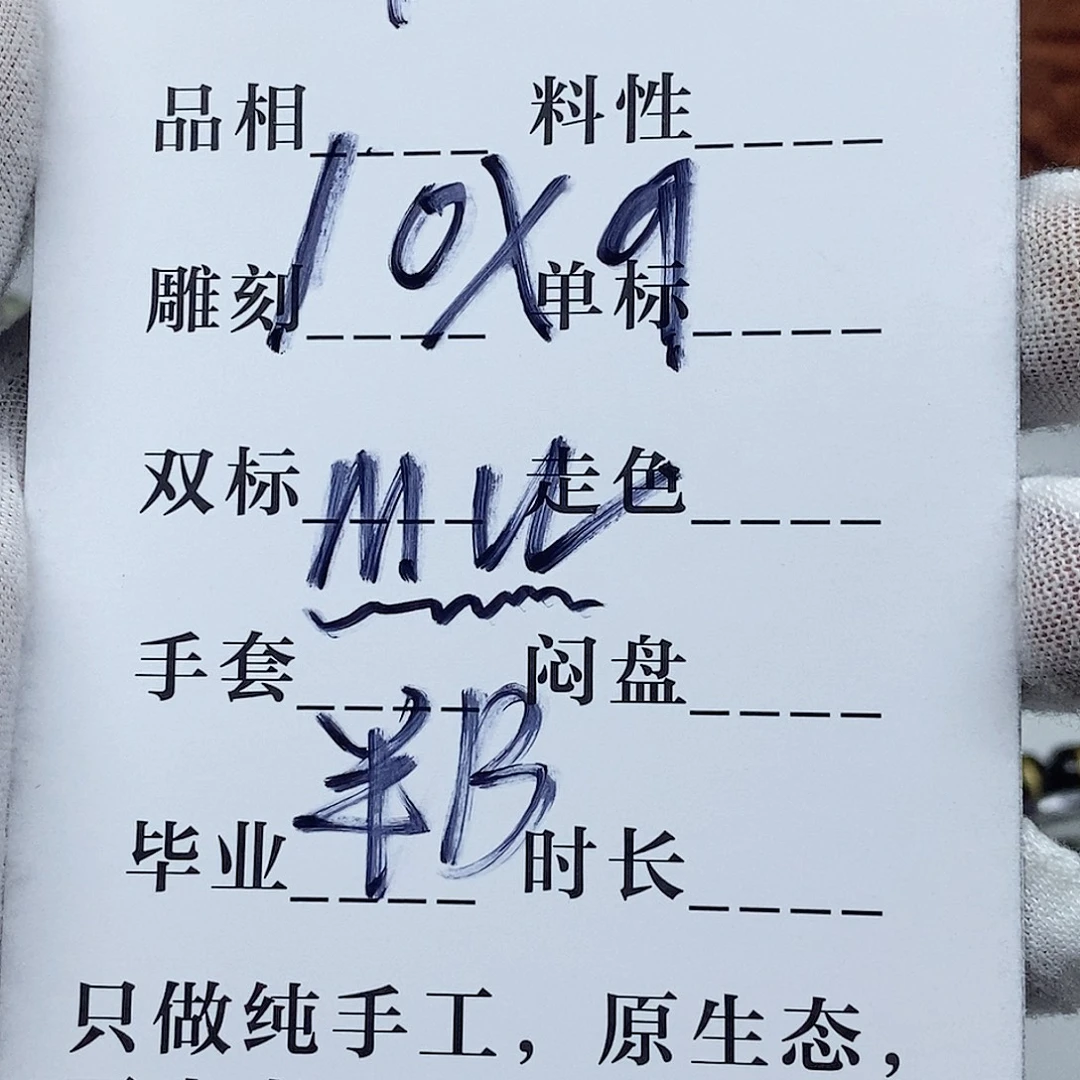 品相____ 料性____
10X9
雕刻____ 单标____
双标____ 走色____
MW
手套____ 闷盘____
半B
毕业____ 时长____
只做纯手工，原生态，